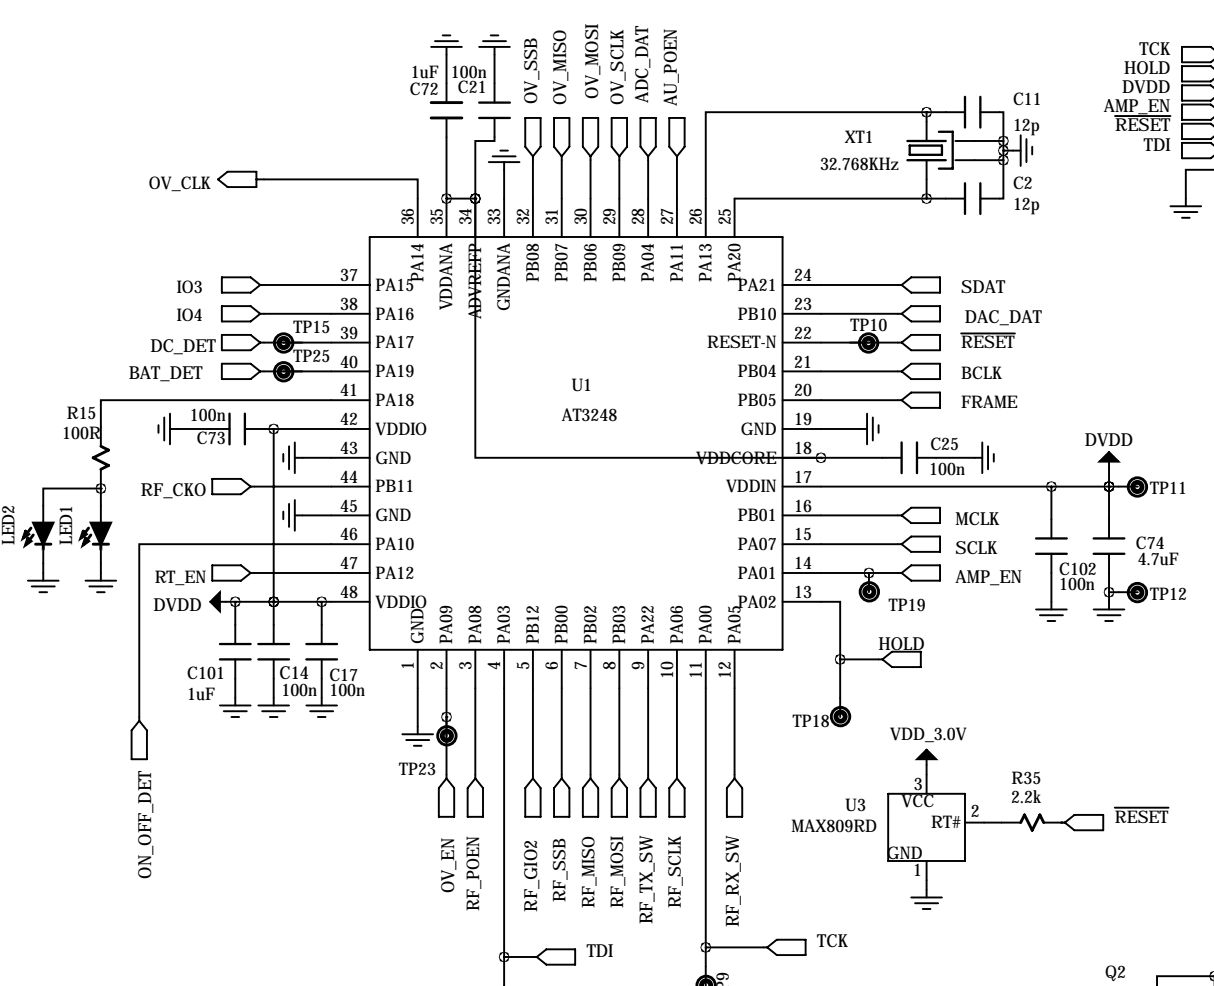 1uF
C72
100n
C21
OV_SSB
OV_MISO
OV_MOSI
OV_SCLK
ADC_DAT
AU_POEN
C11
12p
XT1
32.768KHz
C2
12p
TCK
HOLD
DVDD
AMP_EN
RESET
TDI
OV_CLK
36
35
34
33
32
31
30
29
28
27
26
25
PA14
VDDANA
ADVREFP
GNDANA
PB08
PB07
PB06
PB09
PA04
PA11
PA13
PA20
IO3
37
PA15
IO4
38
PA16
DC_DET
TP15
39
PA17
BAT_DET
TP25
40
PA19
41
PA18
R15
100R
100n
C73
42
VDDIO
43
GND
RF_CKO
44
PB11
45
GND
46
PA10
LED2
LED1
RT_EN
47
PA12
DVDD
48
VDDIO
U1
AT3248
PA21
24
SDAT
PB10
23
DAC_DAT
RESET-N
22
TP10
RESET
PB04
21
BCLK
PB05
20
FRAME
GND
19
VDDCORE
18
C25
100n
VDDIN
17
DVDD
TP11
PB01
16
MCLK
PA07
15
SCLK
PA01
14
AMP_EN
TP19
PA02
13
C102
100n
C74
4.7uF
TP12
GND
PA09
PA08
PA03
PB12
PB00
PB02
PB03
PA22
PA06
PA00
PA05
1
2
3
4
5
6
7
8
9
10
11
12
C101
1uF
C14
100n
C17
100n
HOLD
TP18
TP23
ON_OFF_DET
OV_EN
RF_POEN
RF_GIO2
RF_SSB
RF_MISO
RF_MOSI
RF_TX_SW
RF_SCLK
RF_RX_SW
VDD_3.0V
3
VCC
U3
MAX809RD
RT#
2
GND
1
R35
2.2k
RESET
TDI
TCK
Q2